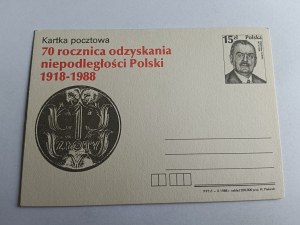 Kartka pocztowa
15 zł Polska
70 rocznica odzyskania
niepodległości Polski
1918-1988
1
ZŁOTY